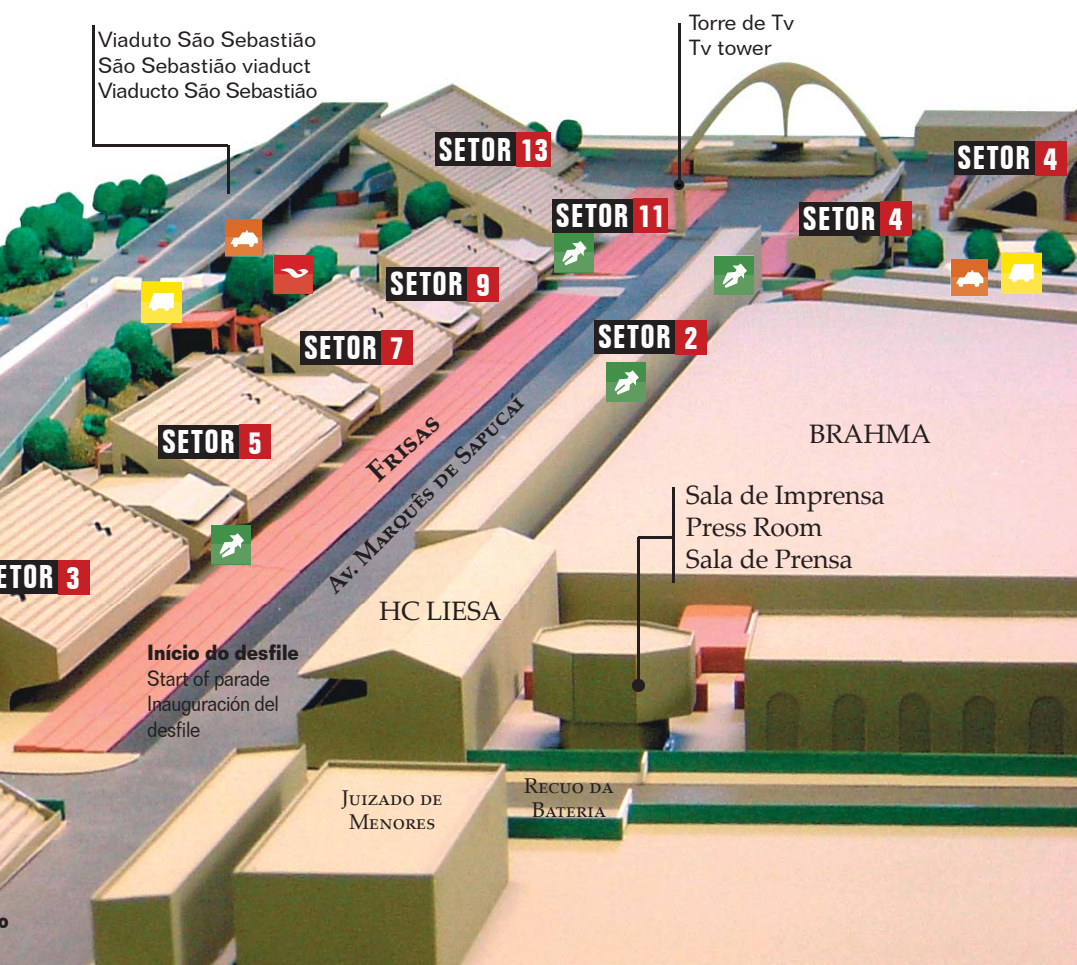 Viaduto São Sebastião
São Sebastião viaduct
Viaducto São Sebastião
Torre de Tv
Tv tower
SETOR 13
SETOR 4
SETOR 11
SETOR 4
SETOR 9
SETOR 7
SETOR 2
SETOR 5
FRISAS
AV. MARQUÊS DE SAPUCAÍ
BRAHMA
Sala de Imprensa
Press Room
Sala de Prensa
ETOR 3
HC LIESA
Início do desfile
Start of parade
Inauguración del
desfile
JUIZADO DE
MENORES
RECUO DA
BATERIA
o